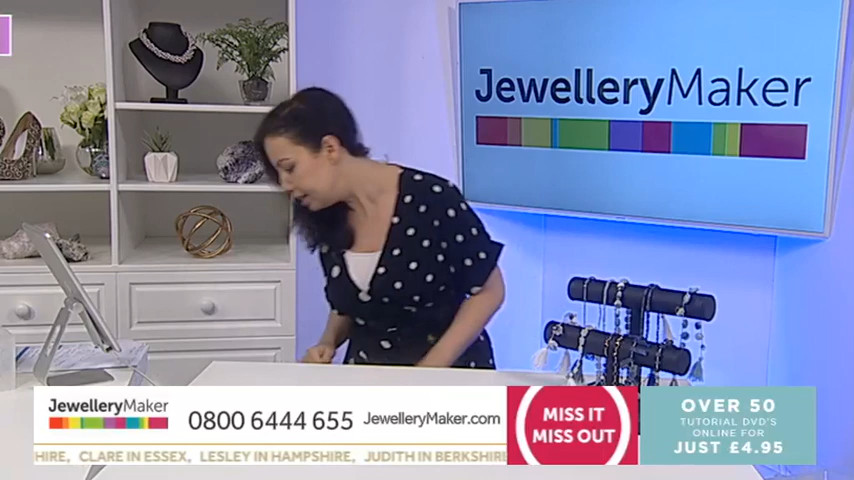 JewelleryMaker
JewelleryMaker
0800 6444 655
JewelleryMaker.com
MISS IT
MISS OUT
OVER 50
TUTORIAL DVD'S
ONLINE FOR
JUST £4.95
HIRE, CLARE IN ESSEX, LESLEY IN HAMPSHIRE, JUDITH IN BERKSHIRE